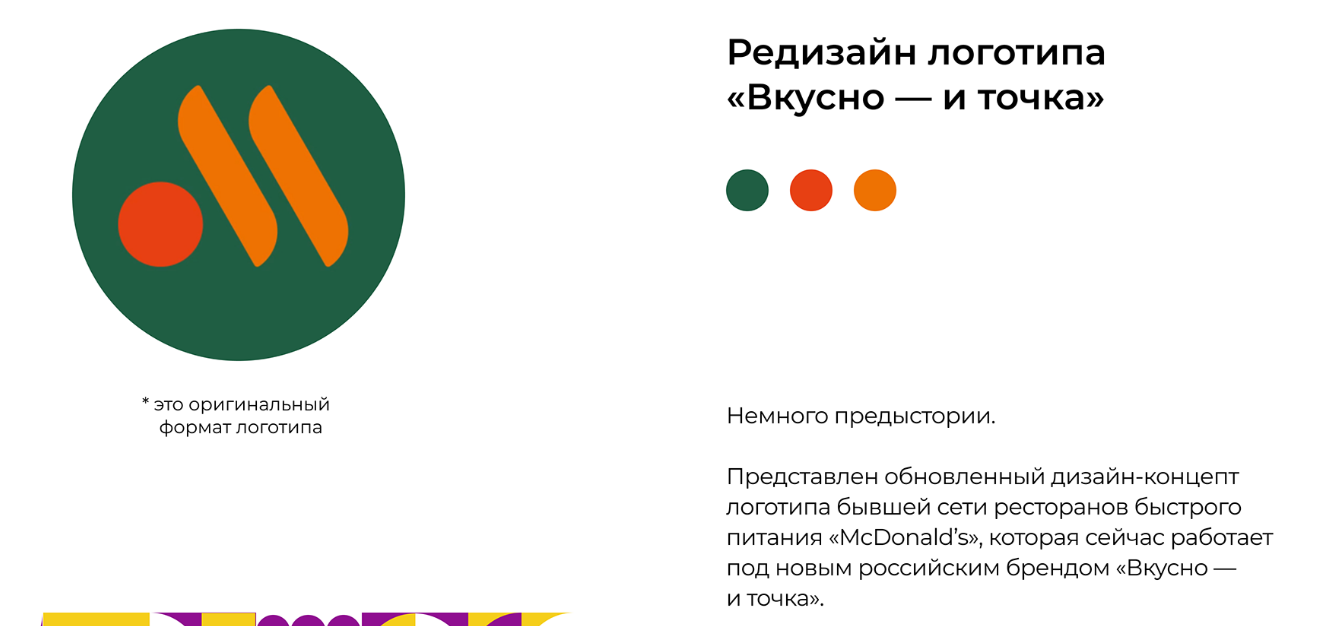 Редизайн логотипа
«Вкусно — и точка»
* это оригинальный
формат логотипа
Немного предыстории.
Представлен обновленный дизайн-концепт
логотипа бывшей сети ресторанов быстрого
питания «McDonald’s», которая сейчас работает
под новым российским брендом «Вкусно —
и точка».